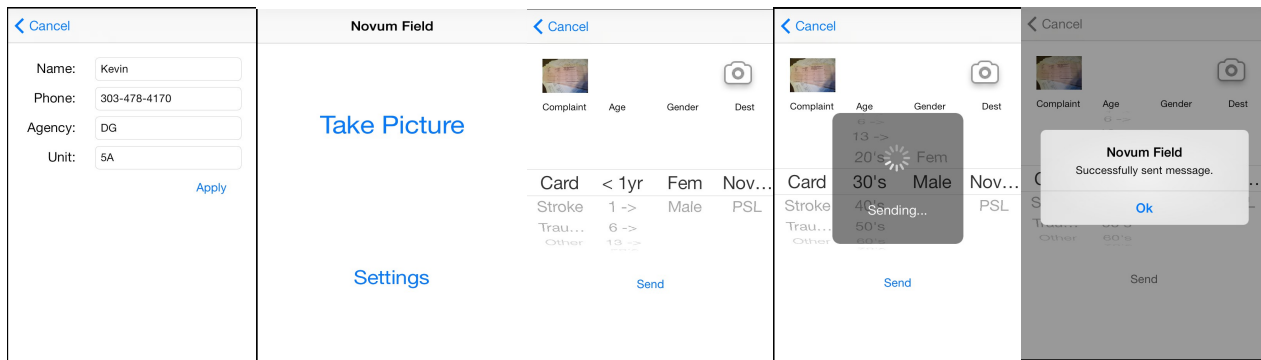 Cancel
Name: Kevin
Phone: 303-478-4170
Agency: DG
Unit: 5A
Apply
Novum Field
Take Picture
Settings
Cancel
Complaint Age Gender Dest
Card < 1yr Fem Nov...
Stroke 1 -> Male PSL
Trau... 6 ->
Other 13 ->
Send
Cancel
Complaint Age Gender Dest
6 ->
13 ->
20's Fem
Card 30's Male Nov...
Stroke 40's PSL
Sending...
Trau... 50's
Other 60's
Send
Cancel
Complaint Age Gender Dest
6 ->
Novum Field
Successfully sent message.
Ok
Other 60's
Send